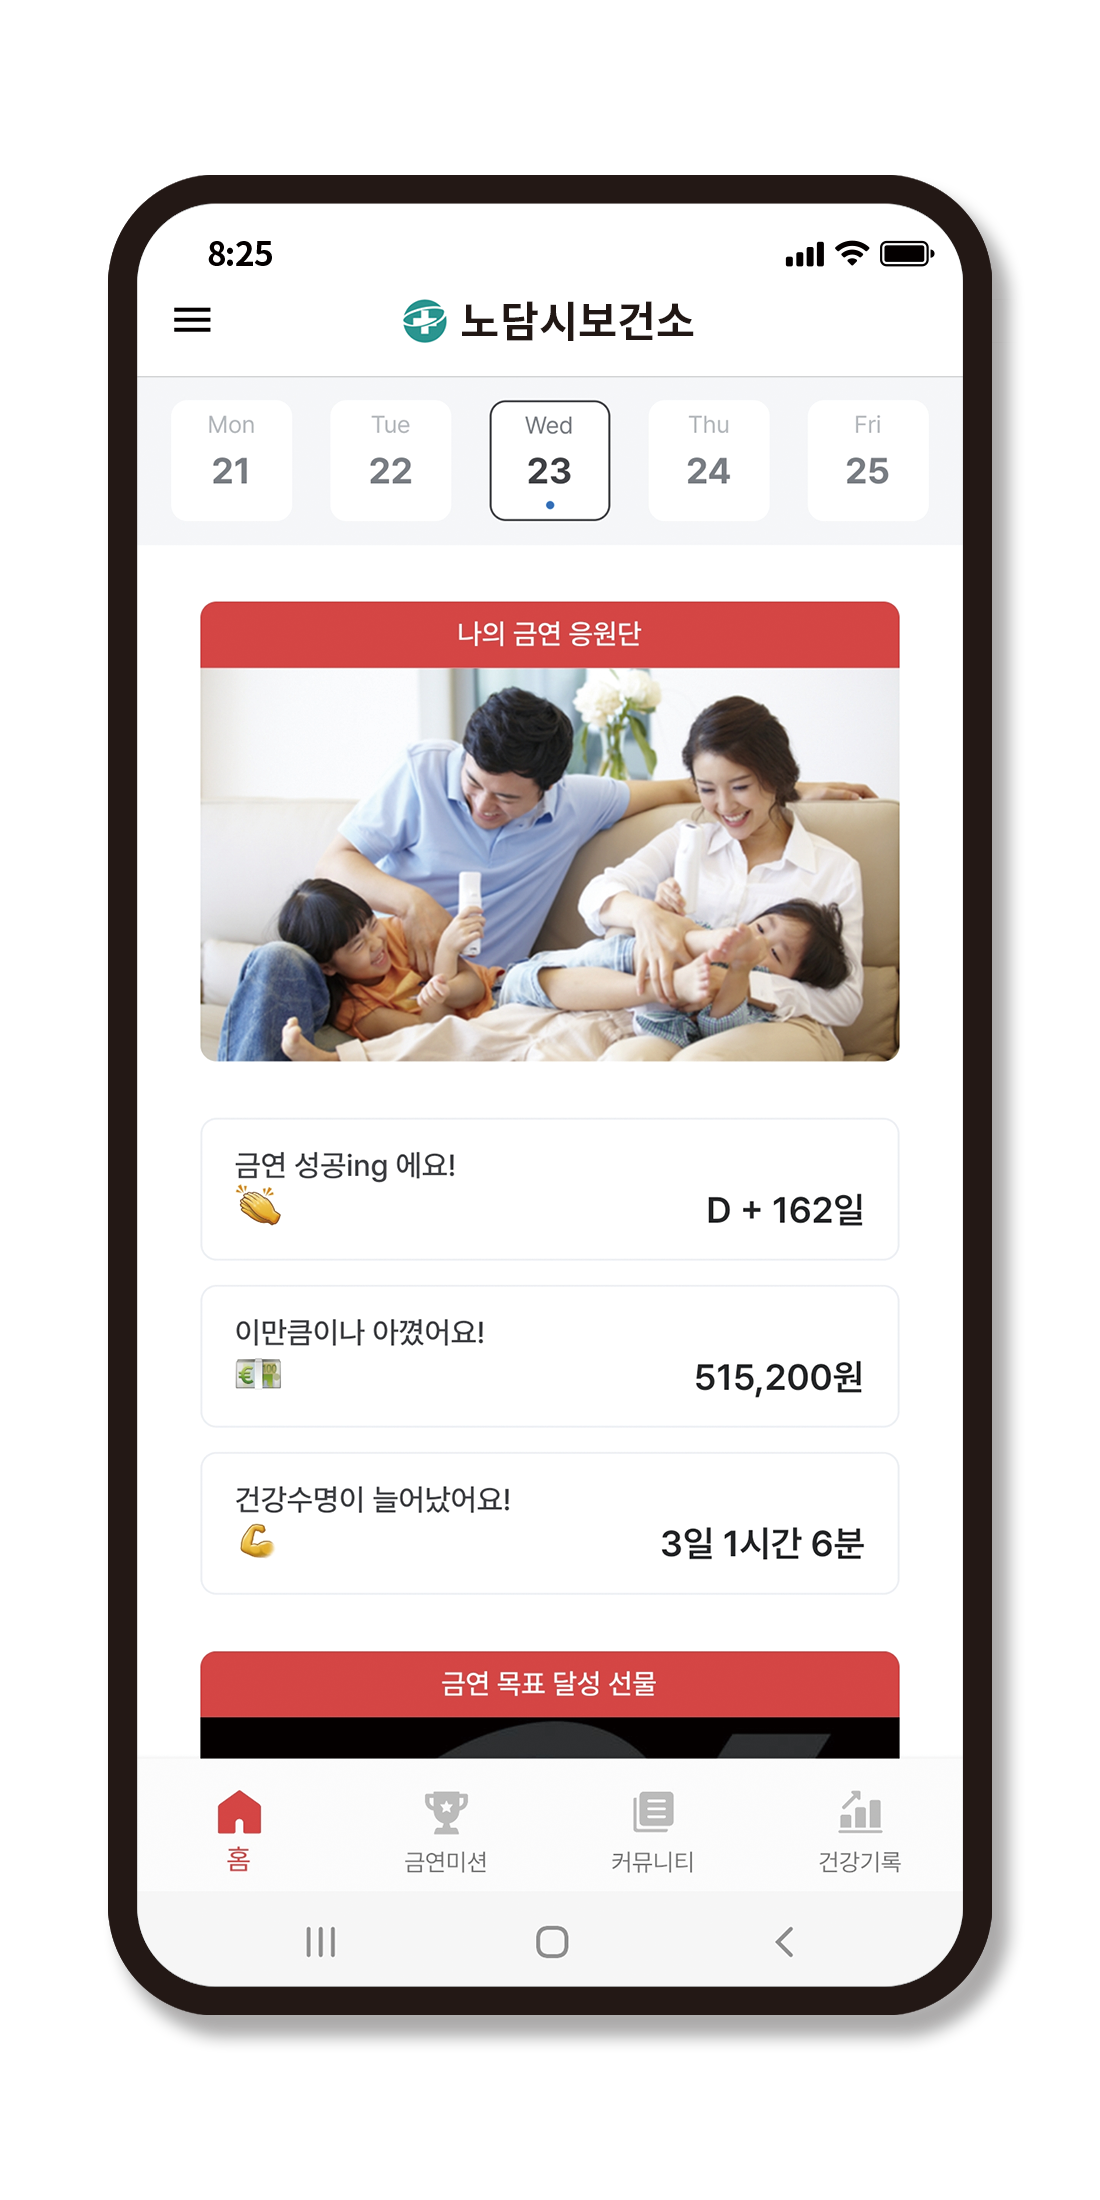 8:25
노담시보건소
Mon Tue Wed Thu Fri
21 22 23 24 25
나의 금연 응원단
금연 성공ing 에요!
D + 162일
이만큼이나 아꼈어요!
515,200원
건강수명이 늘어났어요!
3일 1시간 6분
금연 목표 달성 선물
홈 금연미션 커뮤니티 건강기록